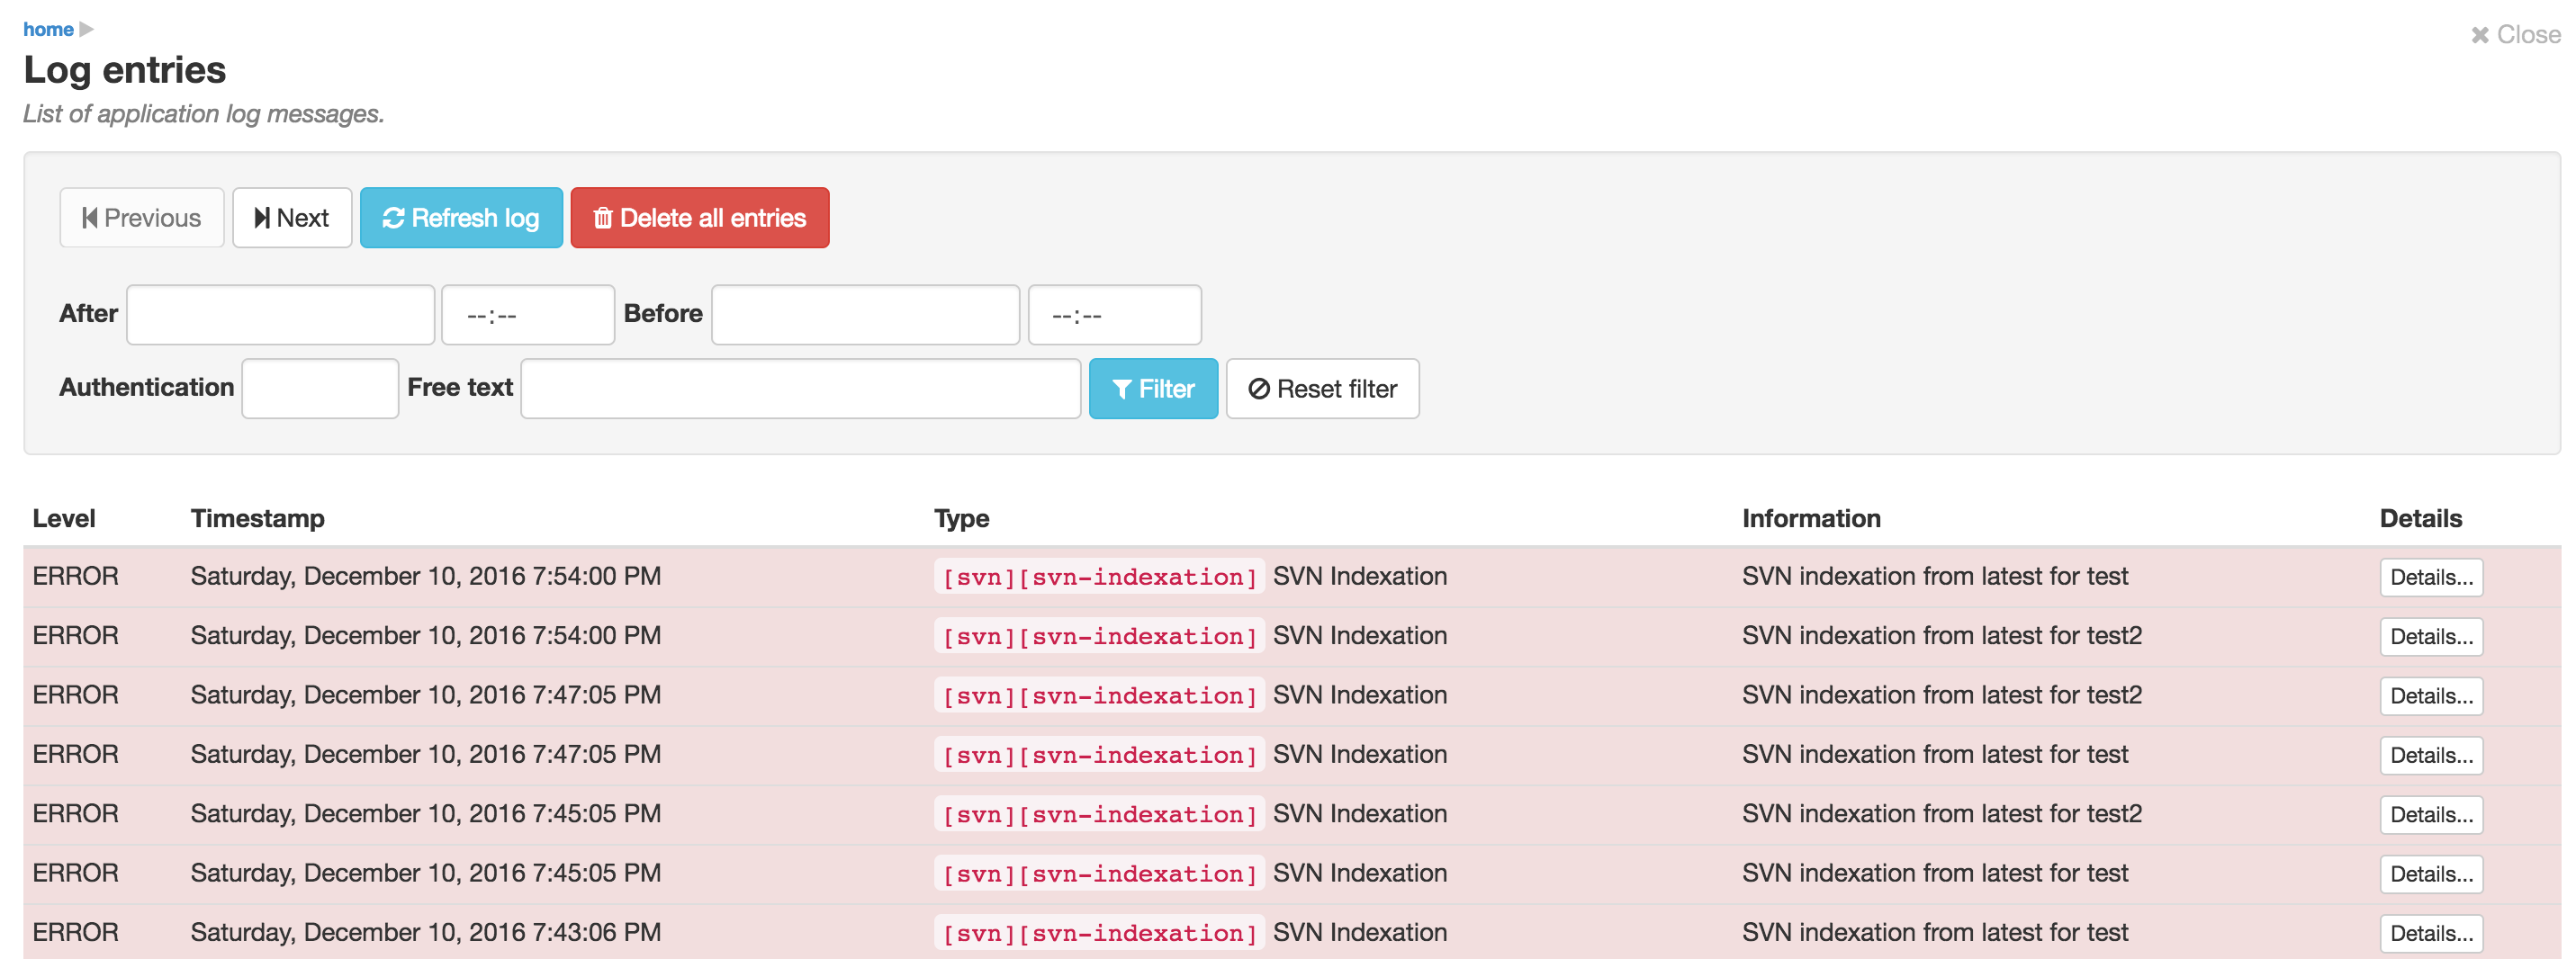 home
Close
Log entries
List of application log messages.
Previous Next Refresh log Delete all entries
After --:-- Before --:--
Authentication Free text Filter Reset filter
Level Timestamp Type Information Details
ERROR Saturday, December 10, 2016 7:54:00 PM [svn][svn-indexation] SVN Indexation SVN indexation from latest for test Details...
ERROR Saturday, December 10, 2016 7:54:00 PM [svn][svn-indexation] SVN Indexation SVN indexation from latest for test2 Details...
ERROR Saturday, December 10, 2016 7:47:05 PM [svn][svn-indexation] SVN Indexation SVN indexation from latest for test2 Details...
ERROR Saturday, December 10, 2016 7:47:05 PM [svn][svn-indexation] SVN Indexation SVN indexation from latest for test Details...
ERROR Saturday, December 10, 2016 7:45:05 PM [svn][svn-indexation] SVN Indexation SVN indexation from latest for test2 Details...
ERROR Saturday, December 10, 2016 7:45:05 PM [svn][svn-indexation] SVN Indexation SVN indexation from latest for test Details...
ERROR Saturday, December 10, 2016 7:43:06 PM [svn][svn-indexation] SVN Indexation SVN indexation from latest for test Details...